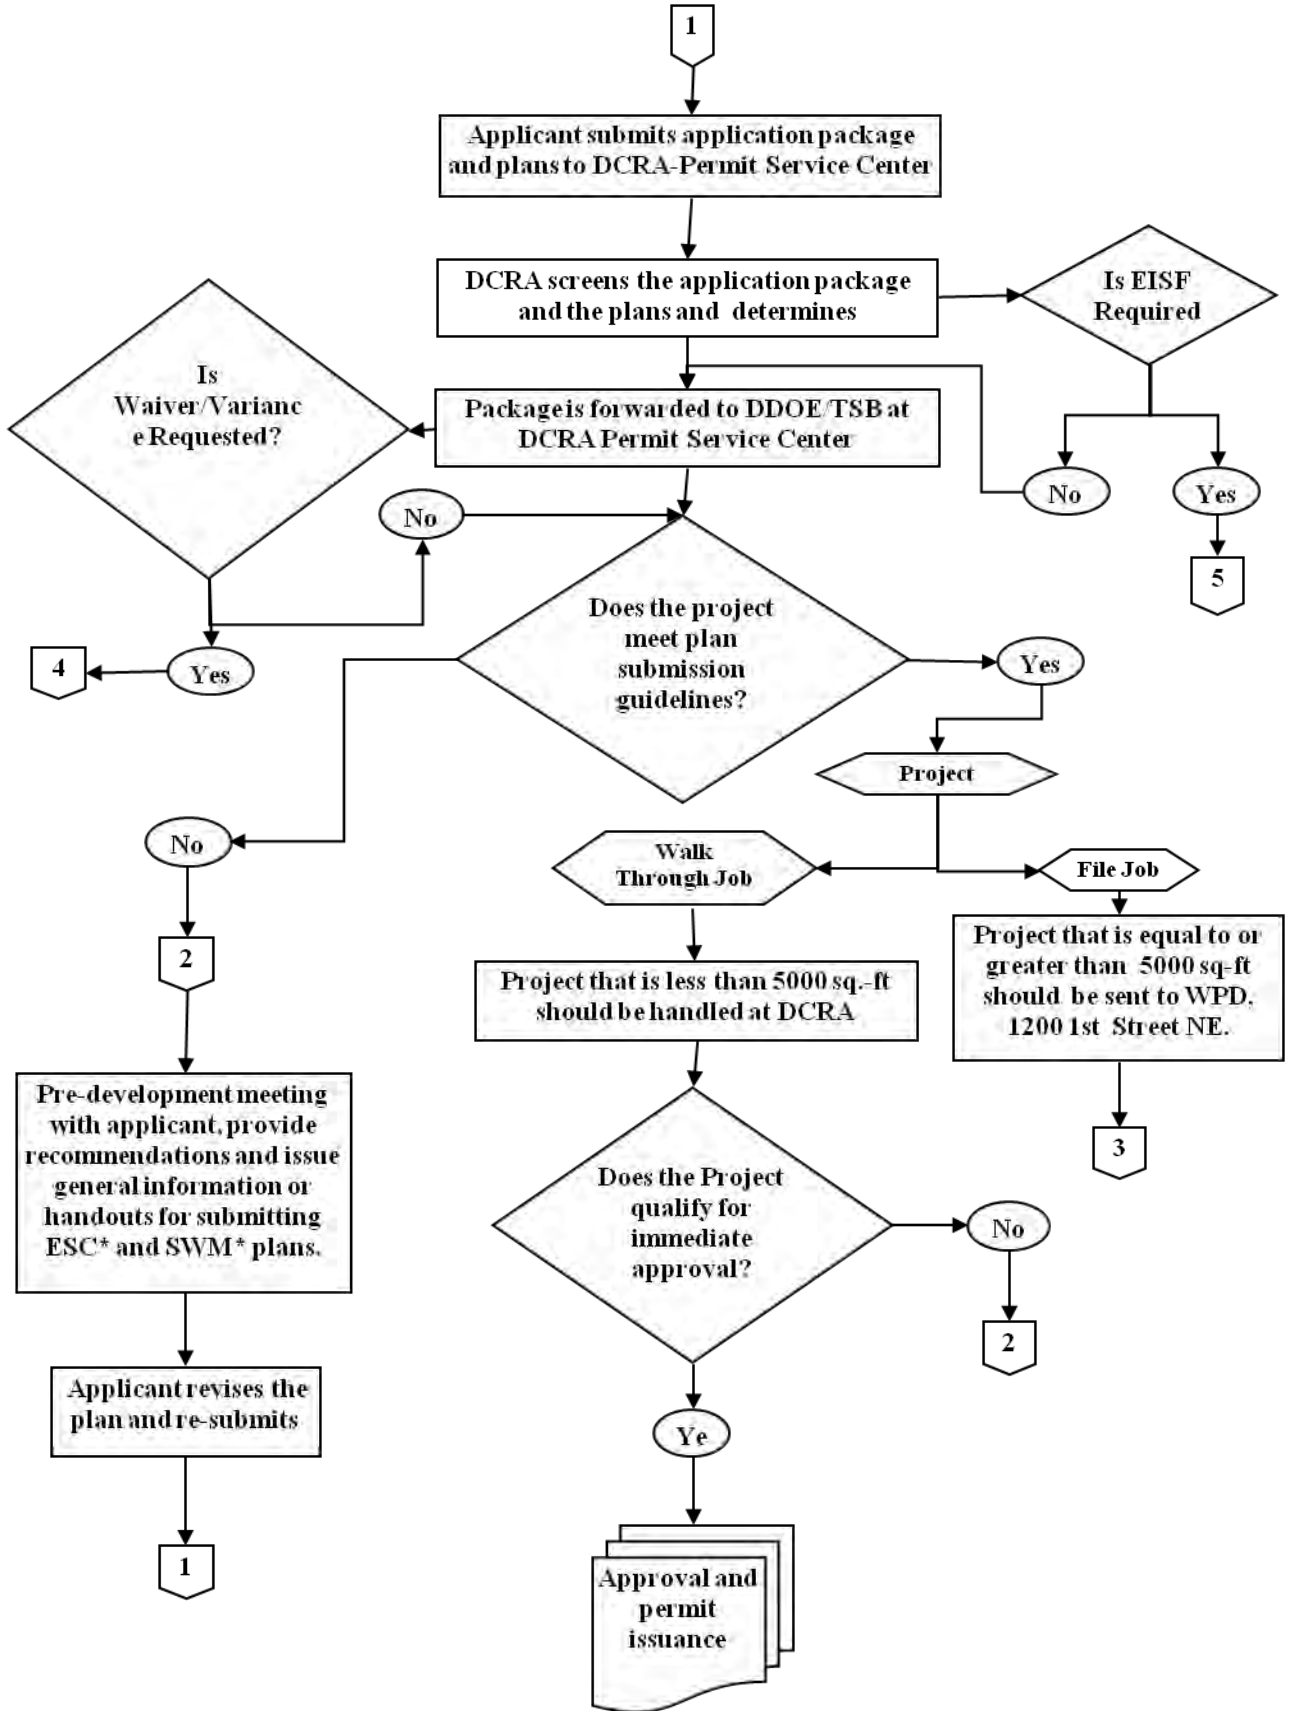 1
Applicant submits application package
and plans to DCRA-Permit Service Center
DCRA screens the application package
and the plans and determines
Is EISF
Required
Is
Waiver/Varianc
e Requested?
Package is forwarded to DDOE/TSB at
DCRA Permit Service Center
No
Yes
No
5
Does the project
meet plan
submission
guidelines?
Yes
4
Yes
Project
No
Walk
Through Job
File Job
2
Project that is less than 5000 sq.-ft
should be handled at DCRA
Project that is equal to or
greater than 5000 sq-ft
should be sent to WPD,
1200 1st Street NE.
3
Pre-development meeting
with applicant, provide
recommendations and issue
general information or
handouts for submitting
ESC* and SWM* plans.
Does the Project
qualify for
immediate
approval?
No
2
Applicant revises the
plan and re-submits
Ye
1
Approval and
permit
issuance